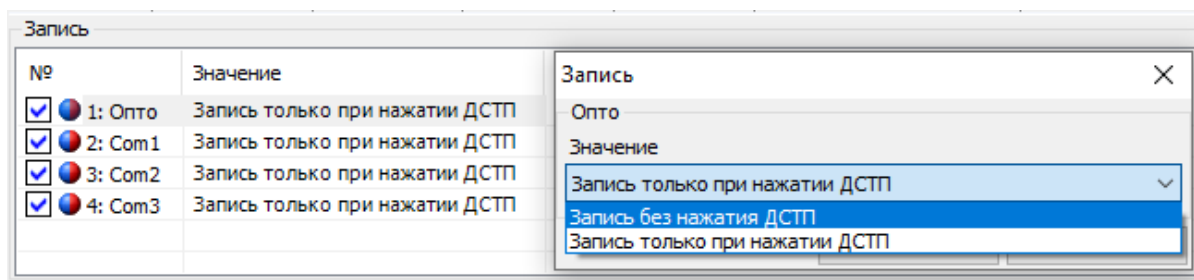 Запись
№ Значение
1: Опто Запись только при нажатии ДСТП
2: Com1 Запись только при нажатии ДСТП
3: Com2 Запись только при нажатии ДСТП
4: Com3 Запись только при нажатии ДСТП
Запись
Опто
Значение
Запись только при нажатии ДСТП
Запись без нажатия ДСТП
Запись только при нажатии ДСТП